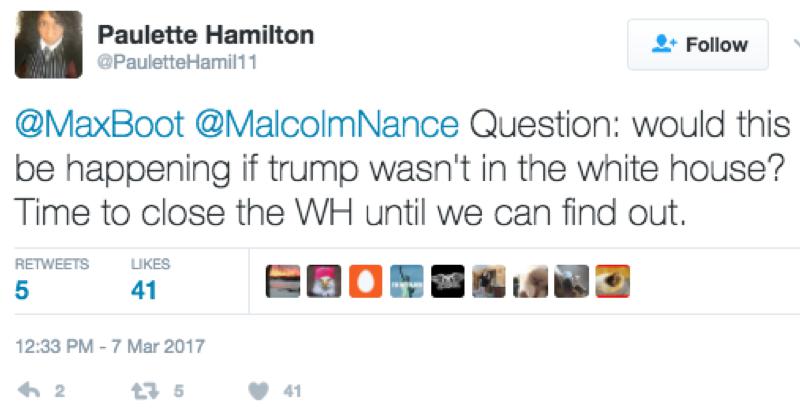 Paulette Hamilton
@PauletteHamil11
Follow
@MaxBoot @MalcolmNance Question: would this
be happening if trump wasn't in the white house?
Time to close the WH until we can find out.
RETWEETS LIKES
5 41
12:33 PM - 7 Mar 2017
2 5 41